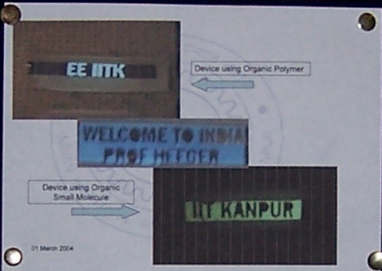 EE IITK
Device using Organic Polymer
WELCOME TO INDIA
PROF HEEGER
Device using Organic
Small Molecule
IIT KANPUR
01 March 2004